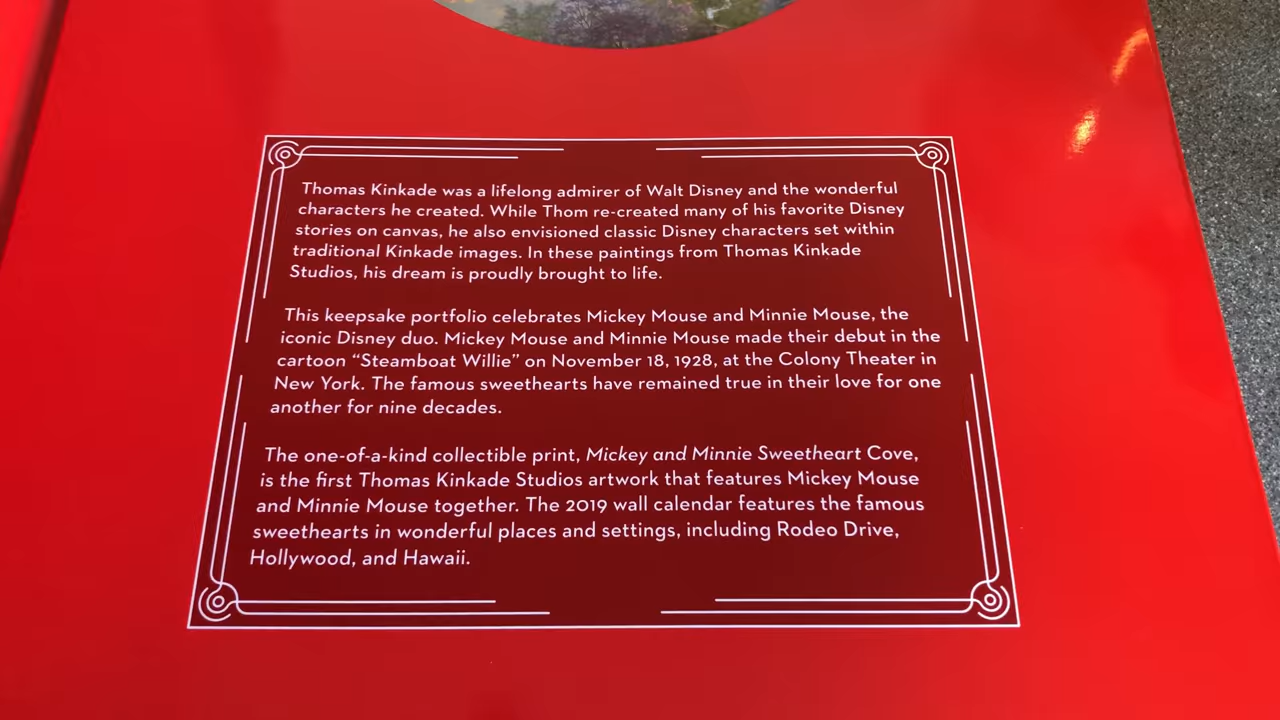 Thomas Kinkade was a lifelong admirer of Walt Disney and the wonderful
characters he created. While Thom re-created many of his favorite Disney
stories on canvas, he also envisioned classic Disney characters set within
traditional Kinkade images. In these paintings from Thomas Kinkade
Studios, his dream is proudly brought to life.
This keepsake portfolio celebrates Mickey Mouse and Minnie Mouse, the
iconic Disney duo. Mickey Mouse and Minnie Mouse made their debut in the
cartoon “Steamboat Willie” on November 18, 1928, at the Colony Theater in
New York. The famous sweethearts have remained true in their love for one
another for nine decades.
The one-of-a-kind collectible print, Mickey and Minnie Sweetheart Cove,
is the first Thomas Kinkade Studios artwork that features Mickey Mouse
and Minnie Mouse together. The 2019 wall calendar features the famous
sweethearts in wonderful places and settings, including Rodeo Drive,
Hollywood, and Hawaii.